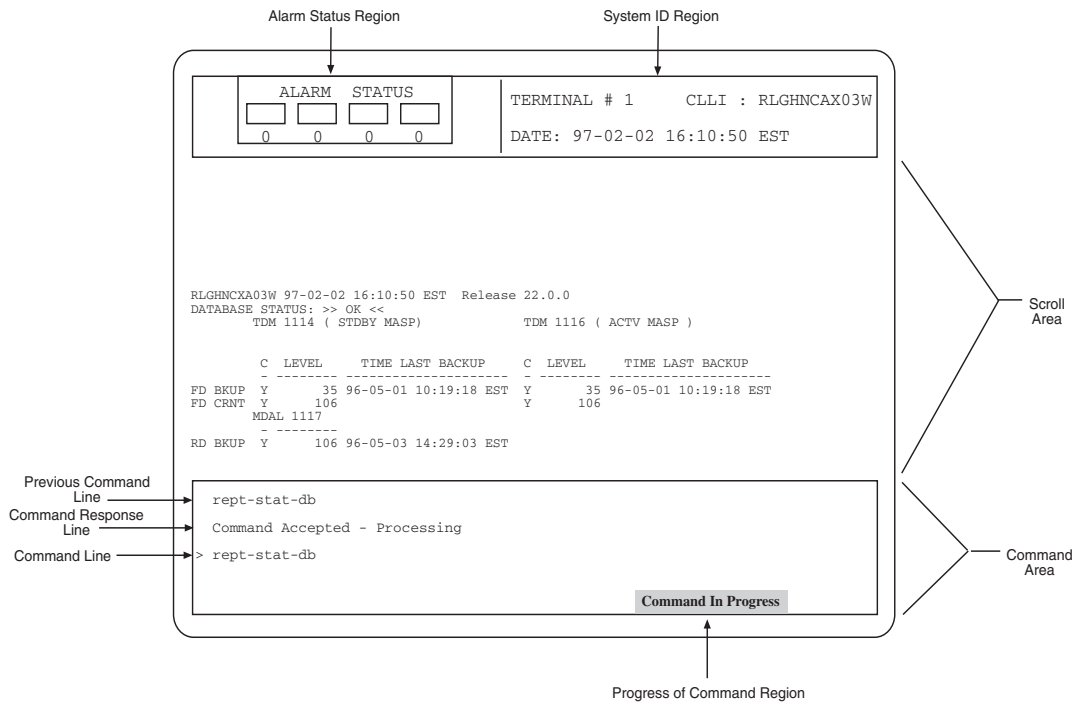 Alarm Status Region
System ID Region
ALARM STATUS
0 0 0 0
TERMINAL # 1 CLLI : RLGHNCAX03W
DATE: 97-02-02 16:10:50 EST
RLGHNCXA03W 97-02-02 16:10:50 EST Release 22.0.0
DATABASE STATUS: >> OK <<
TDM 1114 ( STDBY MASP) TDM 1116 ( ACTV MASP )
C LEVEL TIME LAST BACKUP C LEVEL TIME LAST BACKUP
- -------- -------------------- - -------- --------------------
FD BKUP Y 35 96-05-01 10:19:18 EST Y 35 96-05-01 10:19:18 EST
FD CRNT Y 106 Y 106
MDAL 1117
- --------
RD BKUP Y 106 96-05-03 14:29:03 EST
Scroll
Area
Previous Command
Line
rept-stat-db
Command Response
Line
Command Accepted - Processing
Command Line
> rept-stat-db
Command
Area
Command In Progress
Progress of Command Region